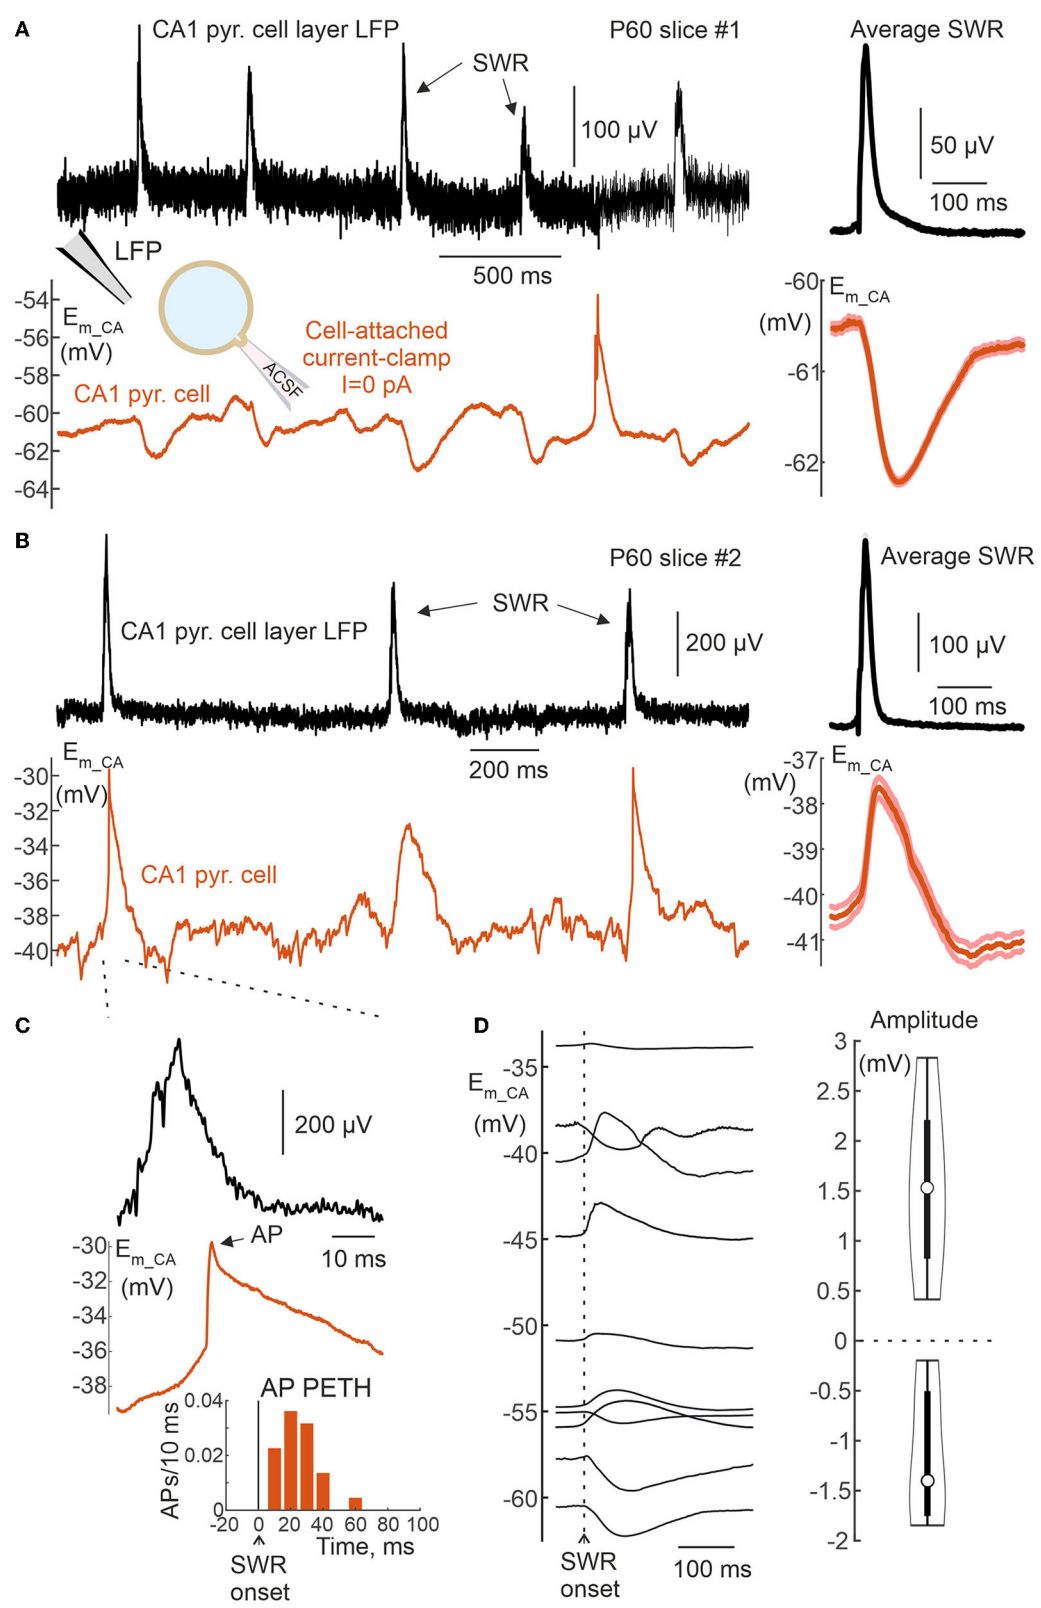 A
CA1 pyr. cell layer LFP
P60 slice #1
Average SWR
SWR
100 µV
50 µV
100 ms
LFP
500 ms
-54
-56
-58
-60
-62
-64
Em_CA
(mV)
Cell-attached
current-clamp
I=0 pA
ACSF
CA1 pyr. cell
-60
-61
-62
Em_CA
(mV)
B
P60 slice #2
Average SWR
SWR
CA1 pyr. cell layer LFP
200 µV
100 µV
100 ms
200 ms
Em_CA
(mV)
-30
-32
-34
-36
-38
-40
CA1 pyr. cell
-37
-38
-39
-40
-41
Em_CA
(mV)
C
200 µV
AP
10 ms
-30
-32
-34
-36
-38
Em_CA
(mV)
AP PETH
0.04
0.02
0
APs/10 ms
-20 0 20 40 60 80 100
Time, ms
SWR
onset
D
-35
-40
-45
-50
-55
-60
Em_CA
(mV)
SWR
onset
100 ms
Amplitude
(mV)
3
2.5
2
1.5
1
0.5
0
-0.5
-1
-1.5
-2